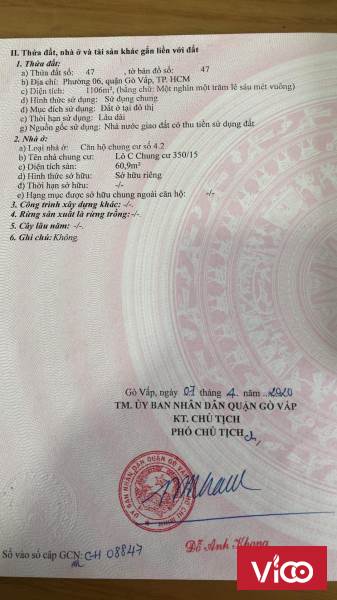 II. Thửa đất, nhà ở và tài sản khác gắn liền với đất
1. Thửa đất:
a) Thửa đất số: 47 , tờ bản đồ số: 47
b) Địa chỉ: Phường 06, quận Gò Vấp, TP. HCM
c) Diện tích: 1106m², (bằng chữ: Một nghìn một trăm lẻ sáu mét vuông)
d) Hình thức sử dụng: Sử dụng chung
đ) Mục đích sử dụng: Đất ở tại đô thị
e) Thời hạn sử dụng: Lâu dài
g) Nguồn gốc sử dụng: Nhà nước giao đất có thu tiền sử dụng đất
2. Nhà ở:
a) Loại nhà ở: Căn hộ chung cư số 4.2
b) Tên nhà chung cư: Lô C Chung cư 350/15
c) Diện tích sàn: 60,9m²
d) Hình thức sở hữu: Sở hữu riêng
đ) Thời hạn sở hữu: -/-
e) Hạng mục được sở hữu chung ngoài căn hộ: -/-
3. Công trình xây dựng khác: -/-
4. Rừng sản xuất là rừng trồng: -/-
5. Cây lâu năm: -/-
6. Ghi chú: Không.
Gò Vấp, ngày 07 tháng 4 năm 2020
TM. ỦY BAN NHÂN DÂN QUẬN GÒ VẤP
KT. CHỦ TỊCH
PHÓ CHỦ TỊCH
Đỗ Anh Khang
Số vào sổ cấp GCN: CH 08847
ViCO